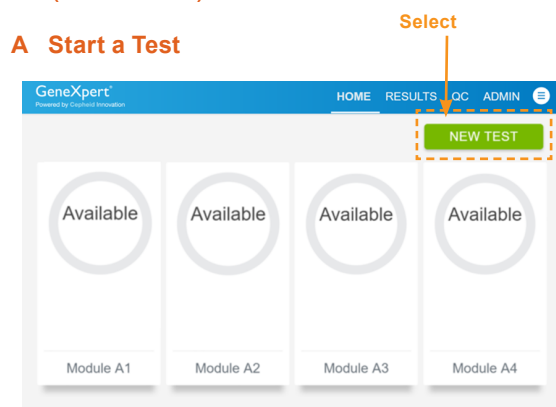 Select
A Start a Test
GeneXpert®
Powered by Cepheid Innovation
HOME RESULTS QC ADMIN
NEW TEST
Available Available Available Available
Module A1 Module A2 Module A3 Module A4